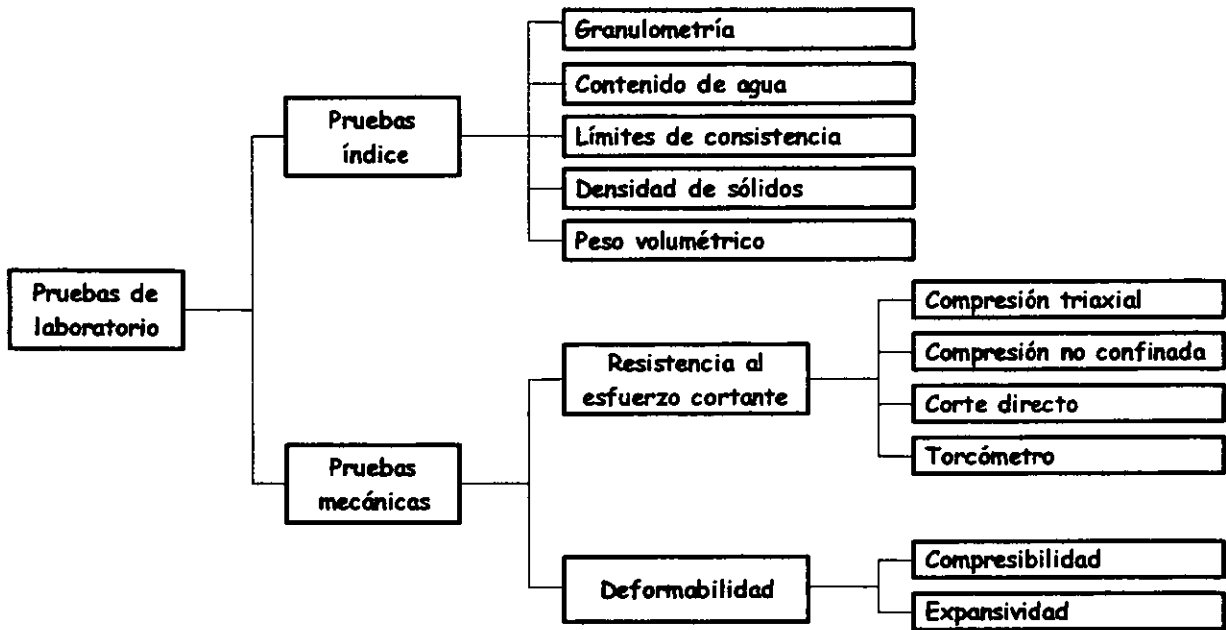 Granulometría
Contenido de agua
Pruebas
índice
Límites de consistencia
Densidad de sólidos
Peso volumétrico
Pruebas de
laboratorio
Compresión triaxial
Resistencia al
esfuerzo cortante
Compresión no confinada
Corte directo
Torcómetro
Pruebas
mecánicas
Deformabilidad
Compresibilidad
Expansividad